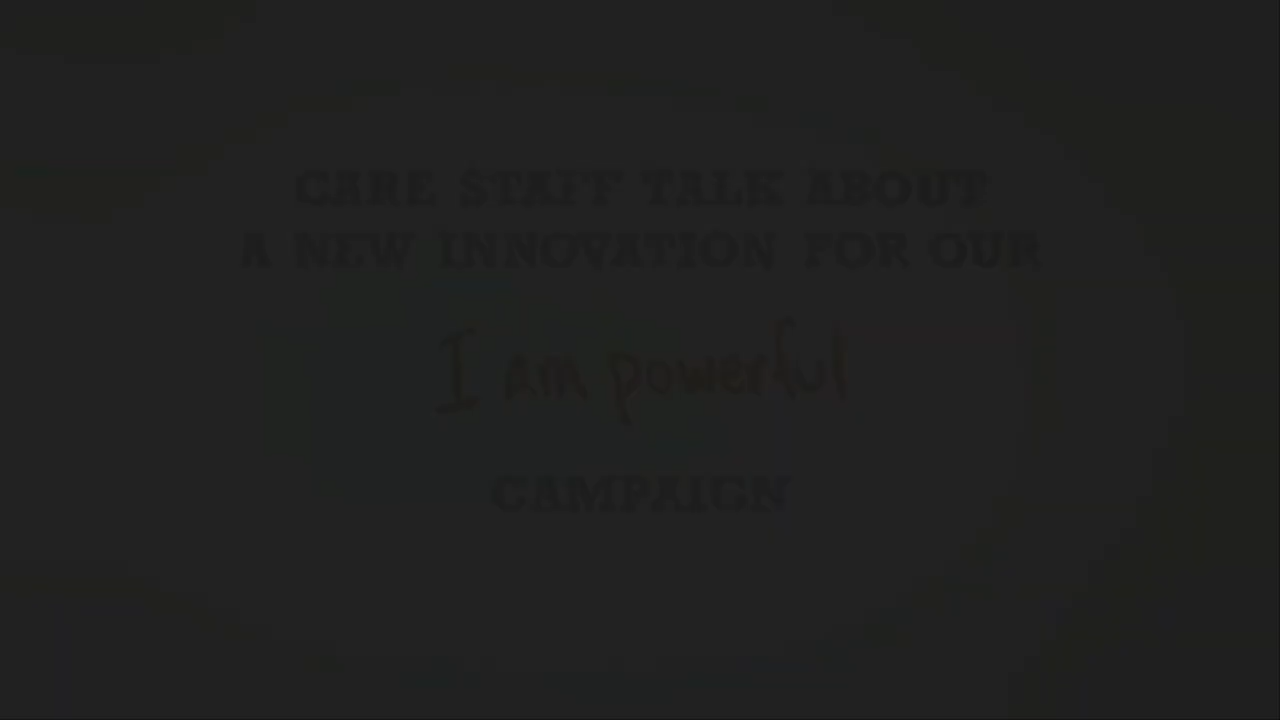 CARE STAFF TALK ABOUT
A NEW INNOVATION FOR OUR
I am powerful
CAMPAIGN